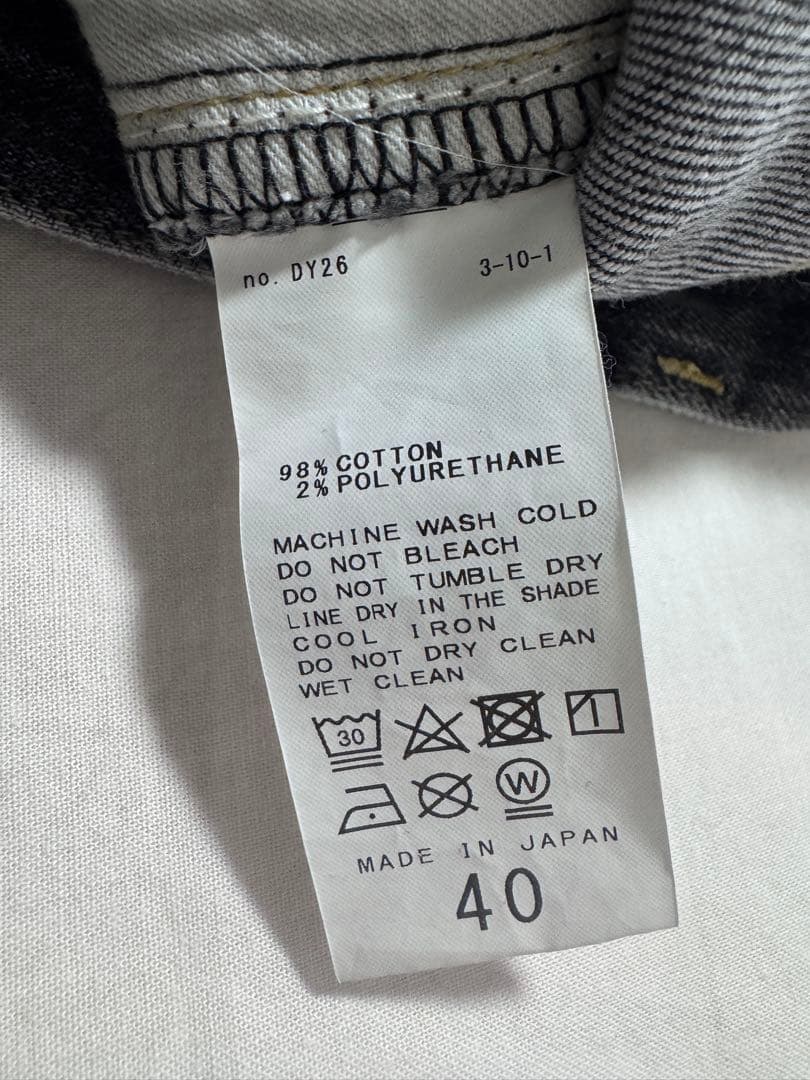 no. DY26 3-10-1
98% COTTON
2% POLYURETHANE
MACHINE WASH COLD
DO NOT BLEACH
DO NOT TUMBLE DRY
LINE DRY IN THE SHADE
COOL IRON
DO NOT DRY CLEAN
WET CLEAN
30
W
MADE IN JAPAN
40